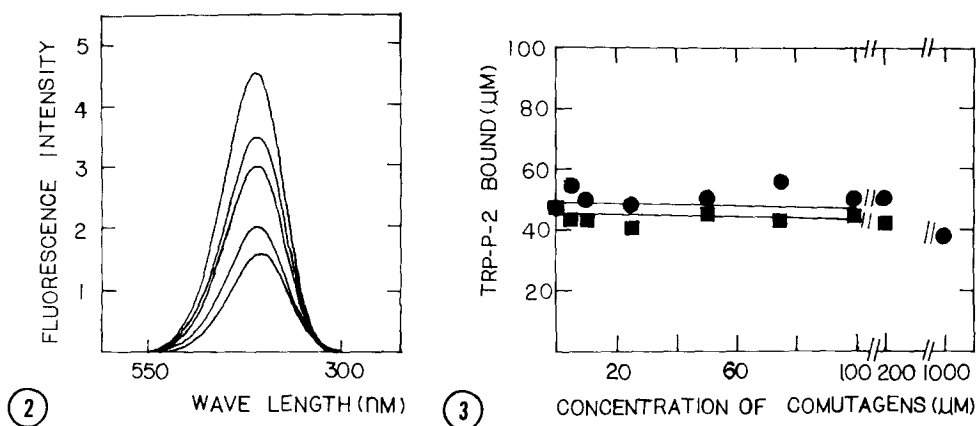 5
4
3
2
1
FLUORESCENCE INTENSITY
550 300
WAVE LENGTH (nM)
2
100
80
60
40
20
TRP-P-2 BOUND (μM)
20 60 100 200 1000
CONCENTRATION OF COMUTAGENS (μM)
3